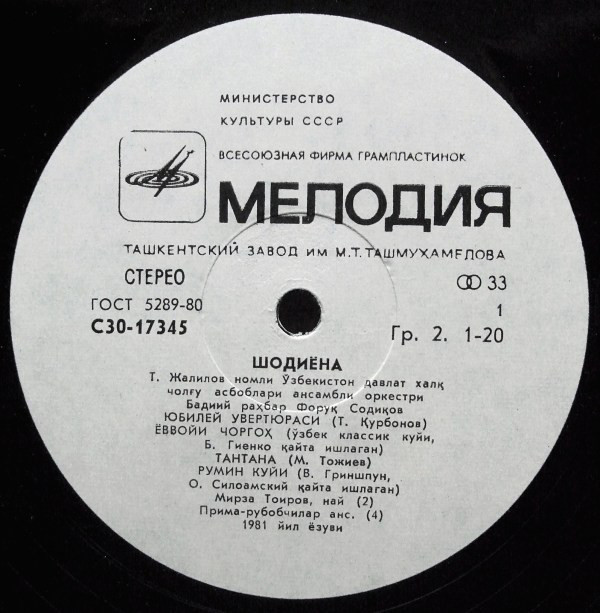 МИНИСТЕРСТВО
КУЛЬТУРЫ СССР
ВСЕСОЮЗНАЯ ФИРМА ГРАМПЛАСТИНОК
МЕЛОДИЯ
ТАШКЕНТСКИЙ ЗАВОД ИМ М.Т.ТАШМУХАМЕДОВА
СТЕРЕО
33
ГОСТ 5289-80
1
С30-17345
Гр. 2. 1-20
ШОДИЁНА
Т. Жалилов номли Ўзбекистон давлат халқ
чолғу асбоблари ансамбли оркестри
Бадиий раҳбар Форуқ Содиқов
ЮБИЛЕЙ УВЕРТЮРАСИ (Т. Қурбонов)
ЁВВОЙИ ЧОРГОҲ (ўзбек классик куйи,
Б. Гиенко қайта ишлаган)
ТАНТАНА (М. Тожиев)
РУМИН КУЙИ (В. Гриншпун,
О. Силоамский қайта ишлаган)
Мирза Тоиров, най (2)
Прима-рубобчилар анс. (4)
1981 йил ёзуви